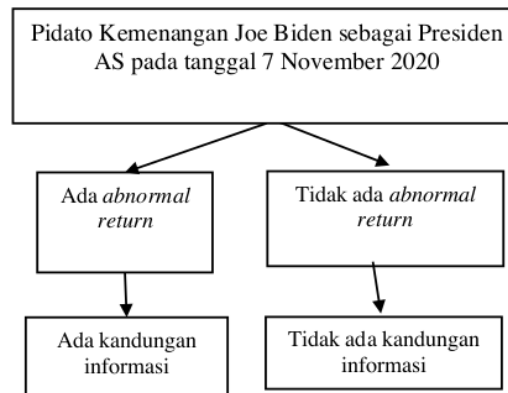 Pidato Kemenangan Joe Biden sebagai Presiden
AS pada tanggal 7 November 2020
Ada abnormal
return
Tidak ada abnormal
return
Ada kandungan
informasi
Tidak ada kandungan
informasi